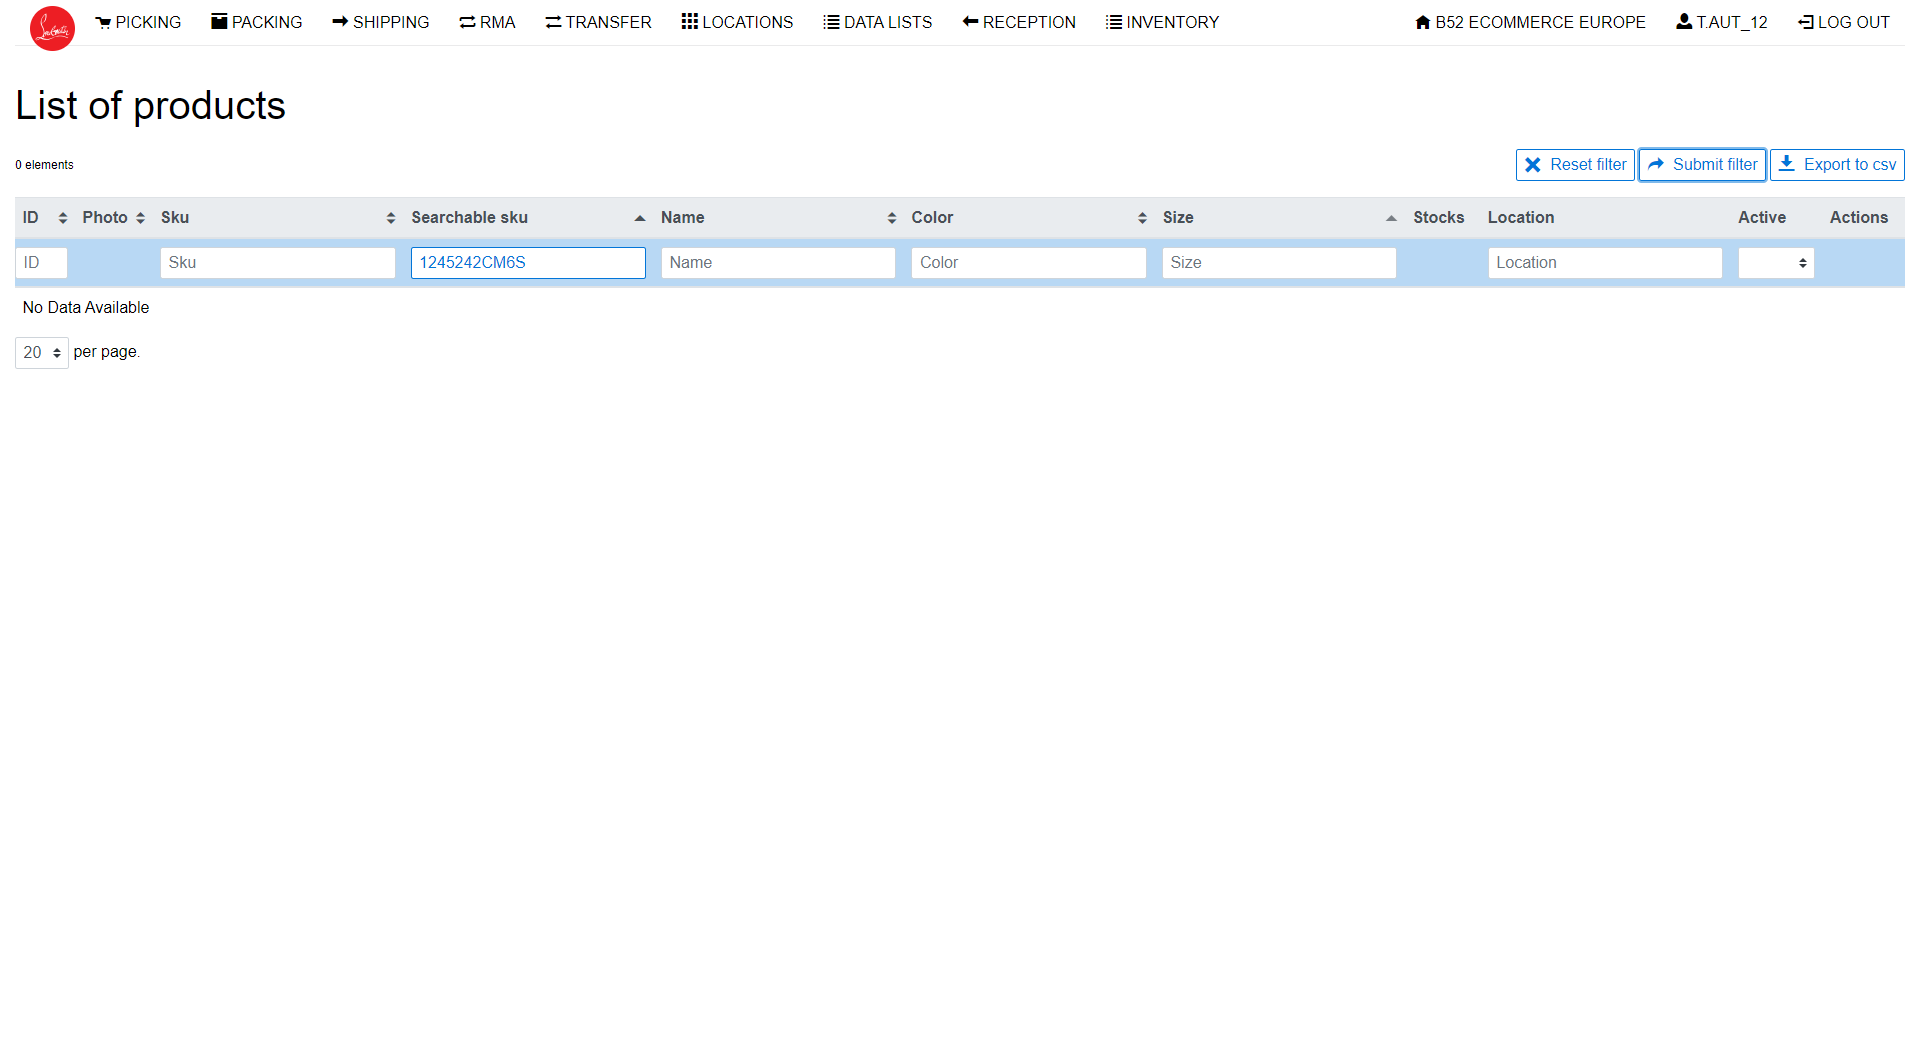 PICKING PACKING SHIPPING RMA TRANSFER LOCATIONS DATA LISTS RECEPTION INVENTORY B52 ECOMMERCE EUROPE T.AUT_12 LOG OUT
List of products
0 elements
Reset filter Submit filter Export to csv
ID Photo Sku Searchable sku Name Color Size Stocks Location Active Actions
ID Sku 1245242CM6S Name Color Size Location
No Data Available
20 per page.